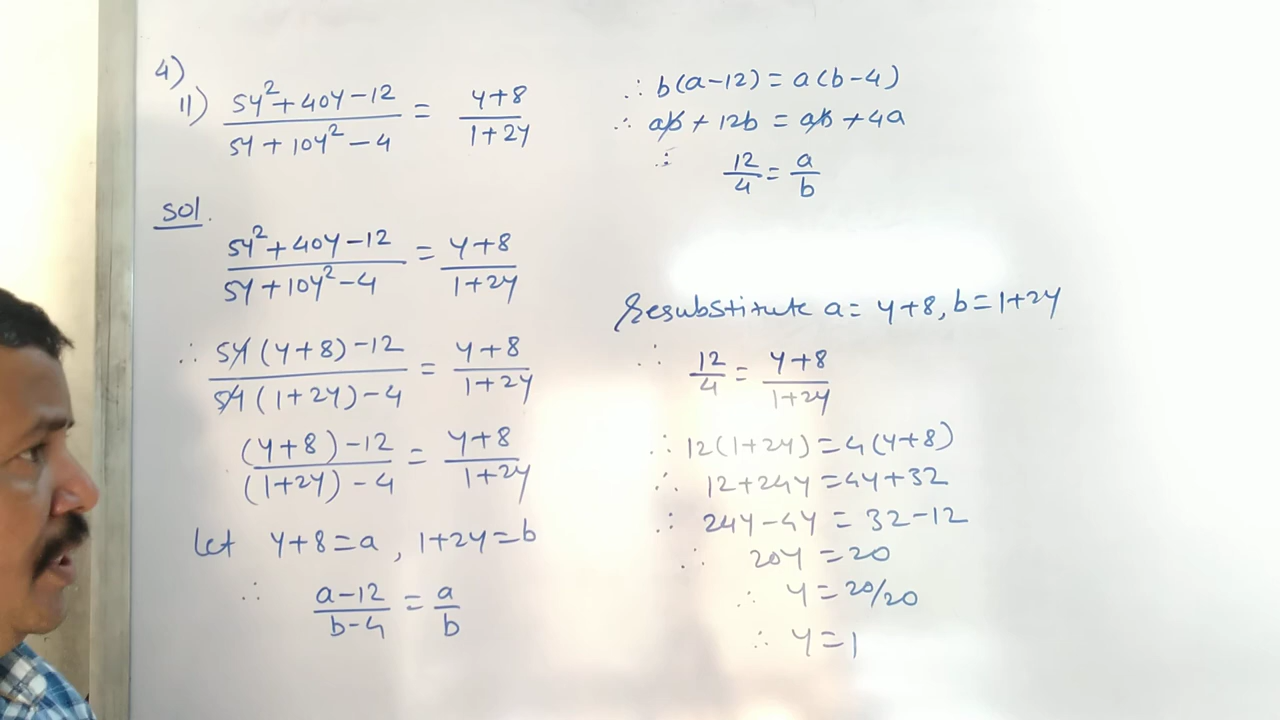 4)
11) 5y²+40y-12 / 5y+10y²-4 = y+8 / 1+2y
Sol.
5y²+40y-12 / 5y+10y²-4 = y+8 / 1+2y
∴ 5y(y+8)-12 / 5y(1+2y)-4 = y+8 / 1+2y
(y+8)-12 / (1+2y)-4 = y+8 / 1+2y
Let y+8=a, 1+2y=b
∴ a-12 / b-4 = a / b
∴ b(a-12)=a(b-4)
∴ ab+12b=ab+4a
∴ 12/4 = a/b
Resubstitute a=y+8, b=1+2y
∴ 12/4 = y+8 / 1+2y
∴ 12(1+2y)=4(y+8)
∴ 12+24y=4y+32
∴ 24y-4y=32-12
∴ 20y=20
∴ y=20/20
∴ y=1